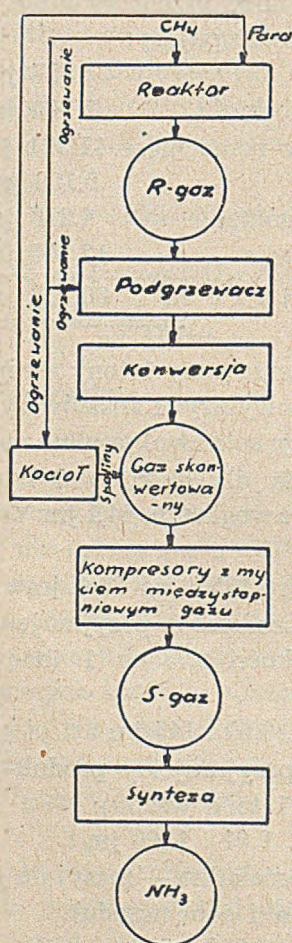 CH4
Para
Ogrzewanie
Reaktor
R-gaz
Ogrzewanie
Podgrzewacz
Ogrzewanie
Konwersja
Kocioł
Spaliny
Gaz skon-
wertowa-
-ny
Kompresory z my
ciem międzystop-
niowym gazu
S-gaz
Synteza
NH3